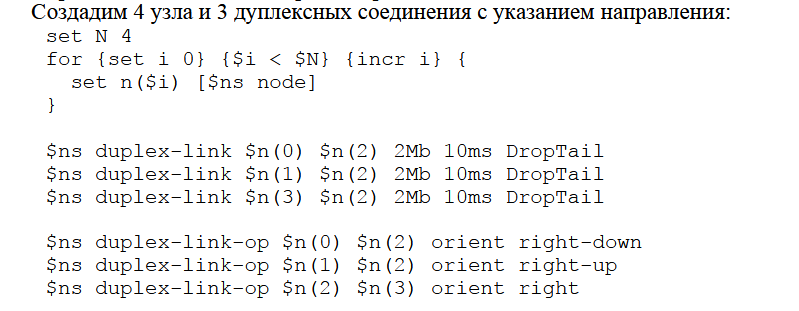 Создадим 4 узла и 3 дуплексных соединения с указанием направления:
set N 4
for {set i 0} {$i < $N} {incr i} {
  set n($i) [$ns node]
}

$ns duplex-link $n(0) $n(2) 2Mb 10ms DropTail
$ns duplex-link $n(1) $n(2) 2Mb 10ms DropTail
$ns duplex-link $n(3) $n(2) 2Mb 10ms DropTail

$ns duplex-link-op $n(0) $n(2) orient right-down
$ns duplex-link-op $n(1) $n(2) orient right-up
$ns duplex-link-op $n(2) $n(3) orient right